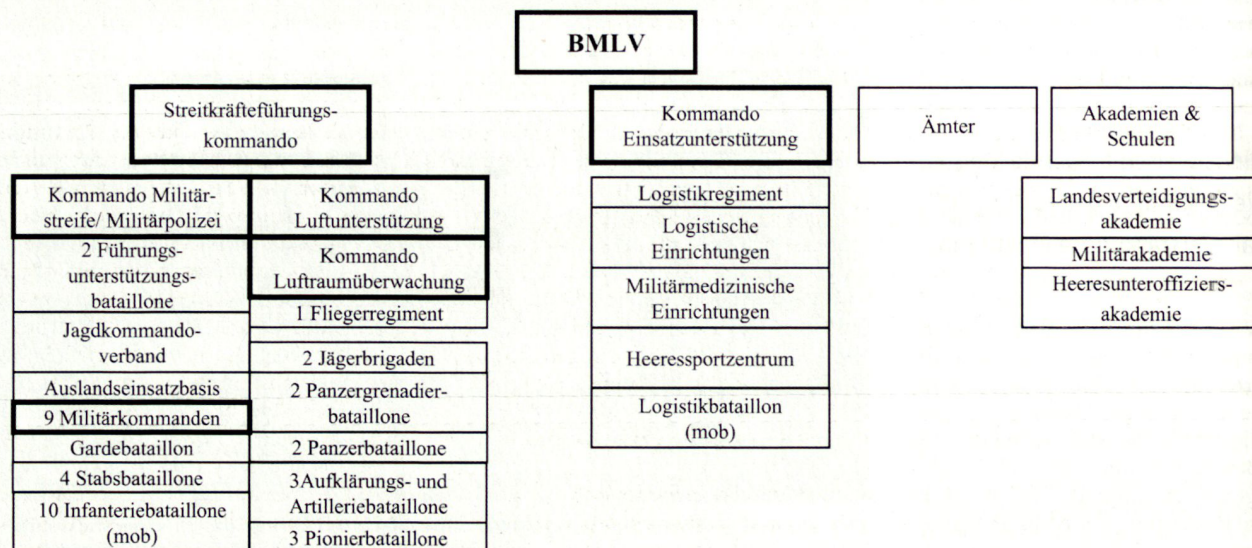 BMLV
Streitkräfteführungs-
kommando
Kommando Militär-
streife/ Militärpolizei
2 Führungs-
unterstützungs-
bataillone
Jagdkommando-
verband
Auslandseinsatzbasis
9 Militärkommanden
Gardebataillon
4 Stabsbataillone
10 Infanteriebataillone
(mob)
Kommando
Luftunterstützung
Kommando
Luftraumüberwachung
1 Fliegerregiment
2 Jägerbrigaden
2 Panzergrenadier-
bataillone
2 Panzerbataillone
3Aufklärungs- und
Artilleriebataillone
3 Pionierbataillone
Kommando
Einsatzunterstützung
Logistikregiment
Logistische
Einrichtungen
Militärmedizinische
Einrichtungen
Heeressportzentrum
Logistikbataillon
(mob)
Ämter
Akademien &
Schulen
Landesverteidigungs-
akademie
Militärakademie
Heeresunteroffiziers-
akademie